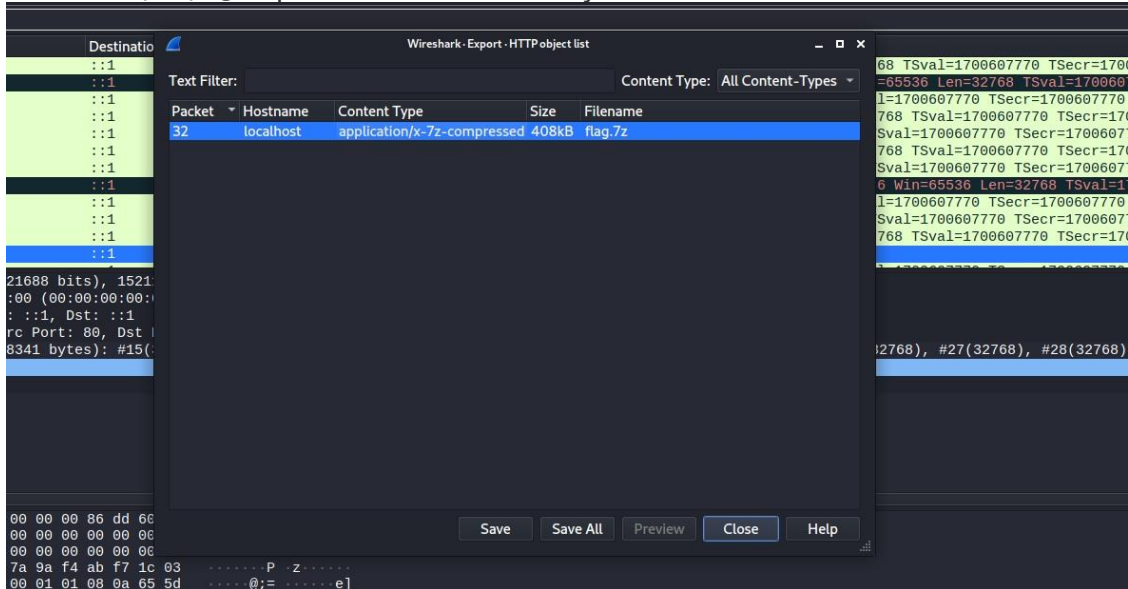 Destinatio
Wireshark · Export · HTTP object list
::1
68 TSval=1700607770 TSecr=1700
::1
=65536 Len=32768 TSval=170060
Text Filter:
Content Type: All Content-Types
::1
l=1700607770 TSecr=1700607770
Packet Hostname Content Type Size Filename
::1
768 TSval=1700607770 TSecr=170
32 localhost application/x-7z-compressed 408kB flag.7z
::1
Sval=1700607770 TSecr=1700607
::1
768 TSval=1700607770 TSecr=170
::1
Sval=1700607770 TSecr=1700607
::1
6 Win=65536 Len=32768 TSval=1
::1
l=1700607770 TSecr=1700607770
::1
Sval=1700607770 TSecr=1700607
::1
768 TSval=1700607770 TSecr=170
::1
21688 bits), 1521
:00 (00:00:00:00:
: ::1, Dst: ::1
rc Port: 80, Dst
8341 bytes): #15(
32768), #27(32768), #28(32768)
Save Save All Preview Close Help
00 00 00 86 dd 60
00 00 00 00 00 00
00 00 00 00 00 00
7a 9a f4 ab f7 1c 03 ·······P ·z······
00 01 01 08 0a 65 5d ·····@;= ······e]